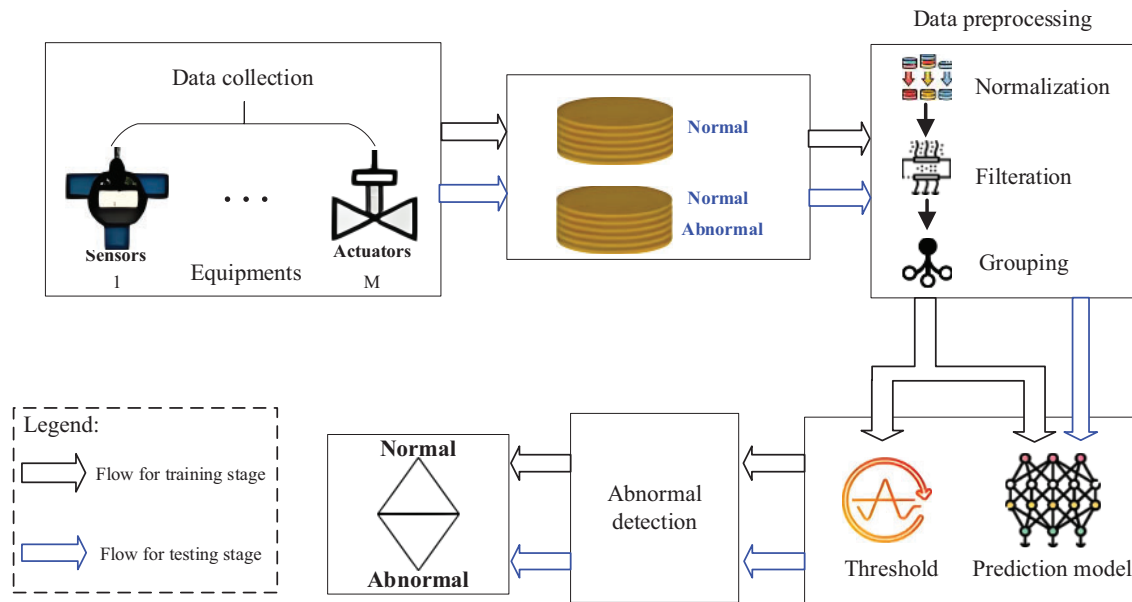 Data preprocessing
Data collection
Sensors
1
. . .
Equipments
Actuators
M
Normal
Normal
Abnormal
Normalization
Filteration
Grouping
Legend:
Flow for training stage
Flow for testing stage
Normal
Abnormal
Abnormal
detection
Threshold
Prediction model